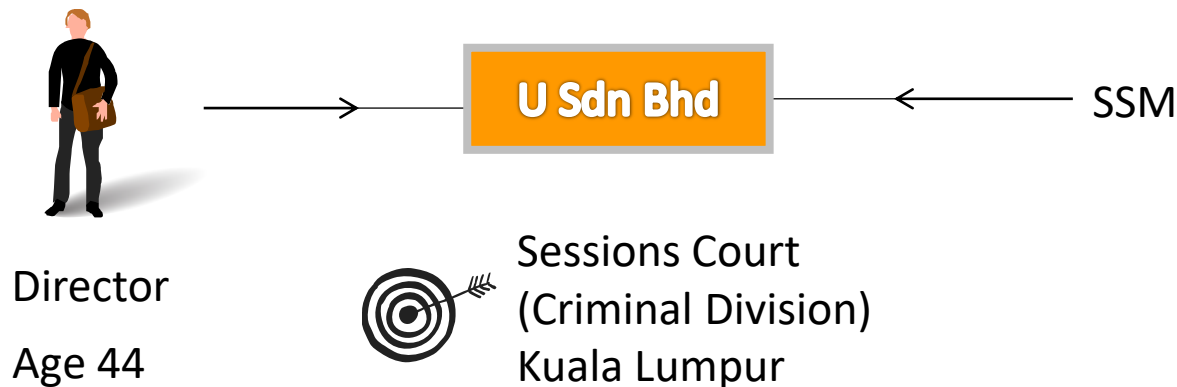 U Sdn Bhd
SSM
Director
Age 44
Sessions Court
(Criminal Division)
Kuala Lumpur